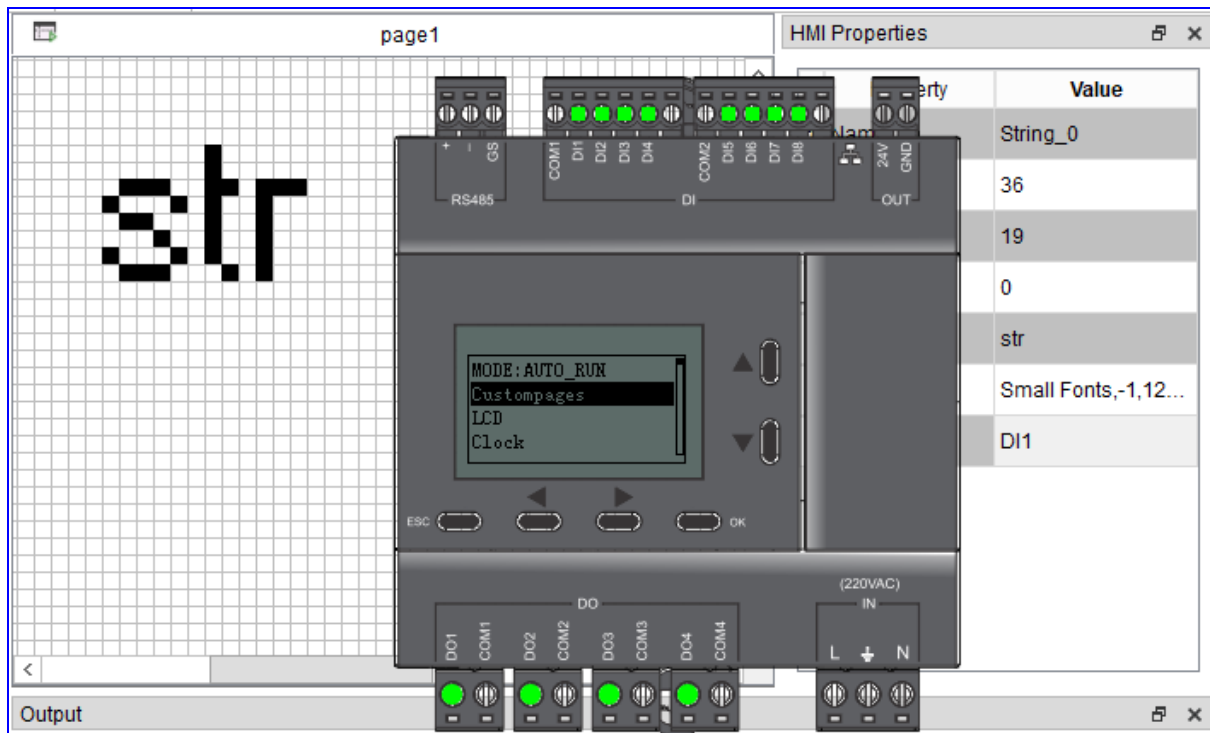 page1
HMI Properties
erty
Value
Nam
String_0
36
19
0
str
Small Fonts,-1,12...
DI1
str
+
–
GS
RS485
COM1
DI1
DI2
DI3
DI4
COM2
DI5
DI6
DI7
DI8
DI
24V
GND
OUT
MODE:AUTO_RUN
Custompages
LCD
Clock
ESC
OK
(220VAC)
DO
IN
DO1
COM1
DO2
COM2
DO3
COM3
DO4
COM4
L
N
Output